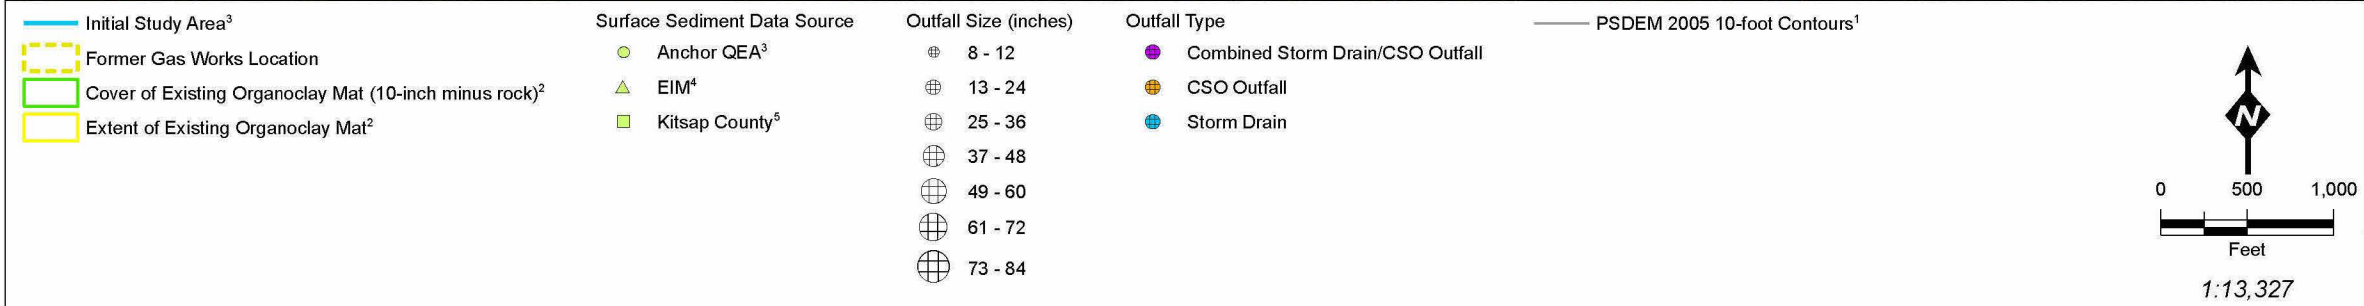 Initial Study Area³
Former Gas Works Location
Cover of Existing Organoclay Mat (10-inch minus rock)²
Extent of Existing Organoclay Mat²
Surface Sediment Data Source
Anchor QEA³
EIM⁴
Kitsap County⁵
Outfall Size (inches)
8 - 12
13 - 24
25 - 36
37 - 48
49 - 60
61 - 72
73 - 84
Outfall Type
Combined Storm Drain/CSO Outfall
CSO Outfall
Storm Drain
PSDEM 2005 10-foot Contours¹
N
0 500 1,000
Feet
1:13,327